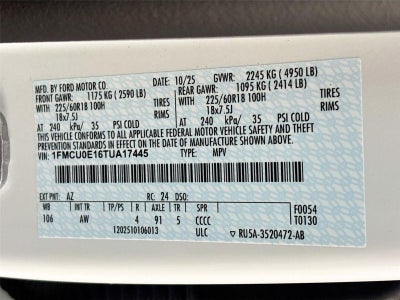 MFD. BY FORD MOTOR CO. 10/25 GVWR: 2245 KG (4950 LB)
FRONT GAWR: 1175 KG (2590 LB) REAR GAWR: 1095 KG (2414 LB)
225/60R18 100H TIRES 225/60R18 100H TIRES
18x7.5J RIMS 18x7.5J RIMS
AT 240 kPa/ 35 PSI COLD AT 240 kPa/ 35 PSI COLD
THIS VEHICLE CONFORMS TO ALL APPLICABLE FEDERAL MOTOR VEHICLE SAFETY AND THEFT PREVENTION STANDARDS IN EFFECT ON
DATE OF MANUFACTURE SHOWN ABOVE.
VIN: 1FMCU0E16TUA17445 TYPE: MPV
EXT PNT: AZ RC: 24 DSO:
WB INT TR TP/PS R AXLE TR SPR F0054
106 AW 4 91 5 CCCC T0130
1202510106013 ULC ▽ RU5A-3520472-AB